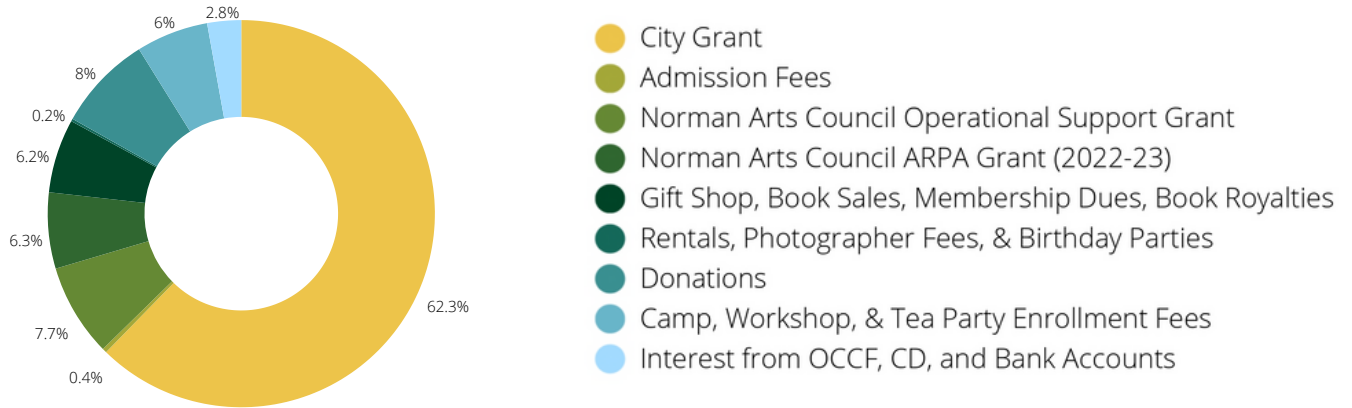 2.8%
6%
8%
0.2%
6.2%
6.3%
7.7%
0.4%
62.3%
City Grant
Admission Fees
Norman Arts Council Operational Support Grant
Norman Arts Council ARPA Grant (2022-23)
Gift Shop, Book Sales, Membership Dues, Book Royalties
Rentals, Photographer Fees, & Birthday Parties
Donations
Camp, Workshop, & Tea Party Enrollment Fees
Interest from OCCF, CD, and Bank Accounts